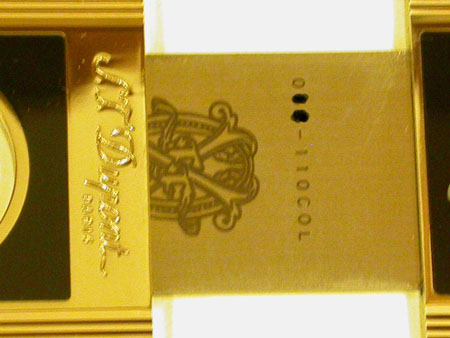 S.T. Dupont
PARIS
110COL